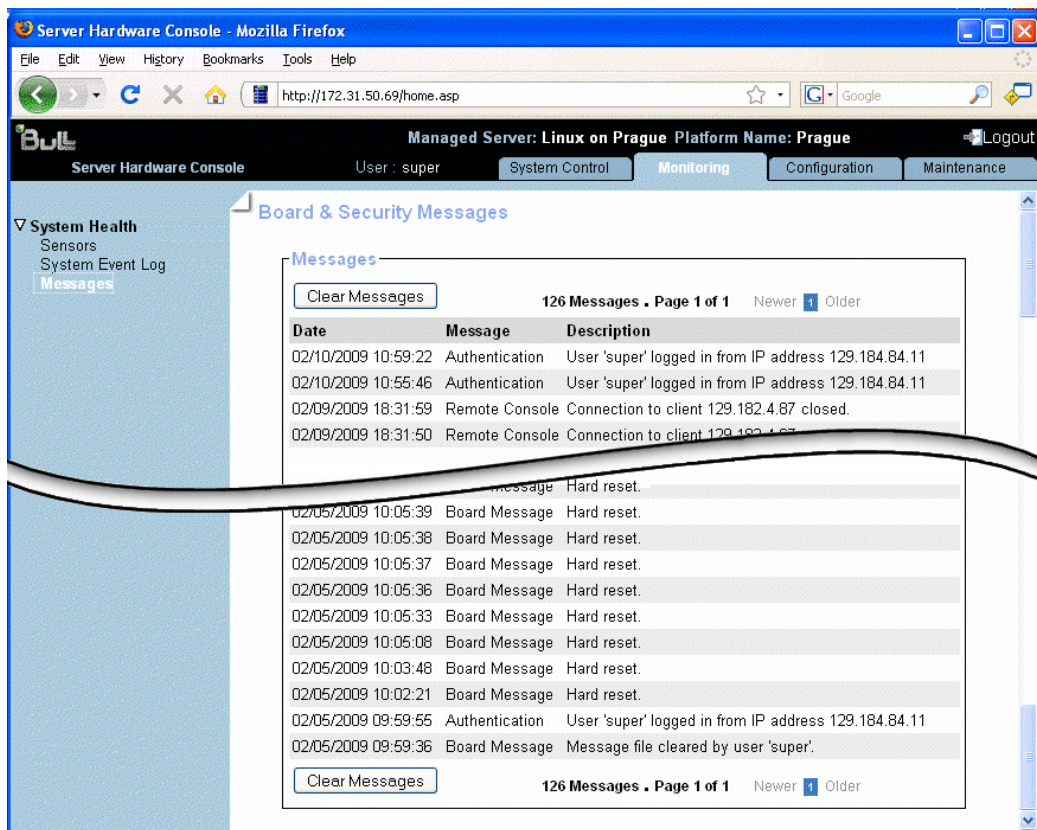 Server Hardware Console - Mozilla Firefox
File Edit View History Bookmarks Tools Help
http://172.31.50.69/home.asp G Google
Bull Managed Server: Linux on Prague Platform Name: Prague Logout
Server Hardware Console User : super System Control Monitoring Configuration Maintenance
Board & Security Messages
System Health
Sensors
System Event Log
Messages
Messages
Clear Messages 126 Messages . Page 1 of 1 Newer 1 Older
Date Message Description
02/10/2009 10:59:22 Authentication User 'super' logged in from IP address 129.184.84.11
02/10/2009 10:55:46 Authentication User 'super' logged in from IP address 129.184.84.11
02/09/2009 18:31:59 Remote Console Connection to client 129.182.4.87 closed.
02/09/2009 18:31:50 Remote Console Connection to client
Message Hard reset.
02/05/2009 10:05:39 Board Message Hard reset.
02/05/2009 10:05:38 Board Message Hard reset.
02/05/2009 10:05:37 Board Message Hard reset.
02/05/2009 10:05:36 Board Message Hard reset.
02/05/2009 10:05:33 Board Message Hard reset.
02/05/2009 10:05:08 Board Message Hard reset.
02/05/2009 10:03:48 Board Message Hard reset.
02/05/2009 10:02:21 Board Message Hard reset.
02/05/2009 09:59:55 Authentication User 'super' logged in from IP address 129.184.84.11
02/05/2009 09:59:36 Board Message Message file cleared by user 'super'.
Clear Messages 126 Messages . Page 1 of 1 Newer 1 Older